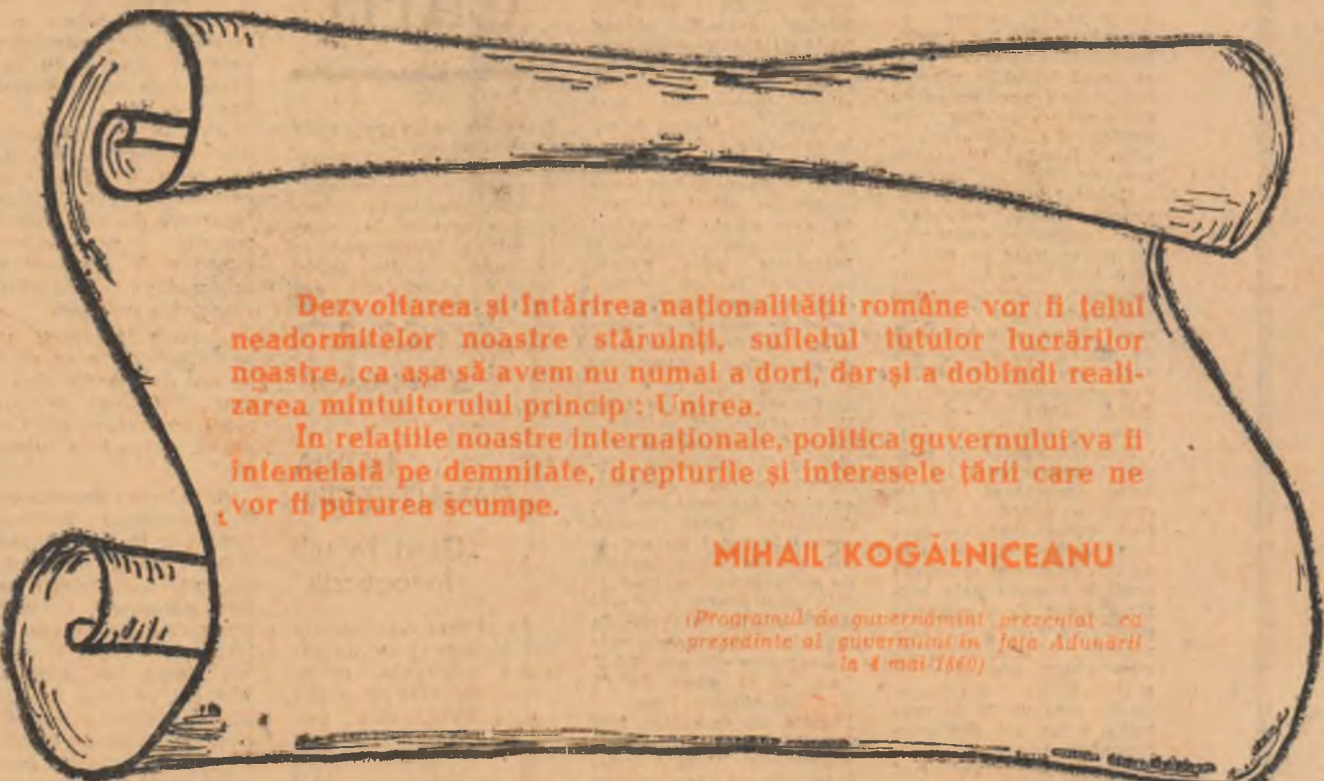 Dezvoltarea și întărirea naționalității române vor fi țelul
neadormitelor noastre stăruinți, sufletul tutulor lucrărilor
noastre, ca așa să avem nu numai a dori, dar și a dobîndi reali-
zarea mîntuitorului princip : Unirea.
În relațiile noastre internaționale, politica guvernului va fi
întemeiată pe demnitate, drepturile și interesele țării care ne
vor fi pururea scumpe.
MIHAIL KOGĂLNICEANU
(Programul de guvernămînt prezentat ca
președinte al guvernului în fața Adunării
la 4 mai 1860)